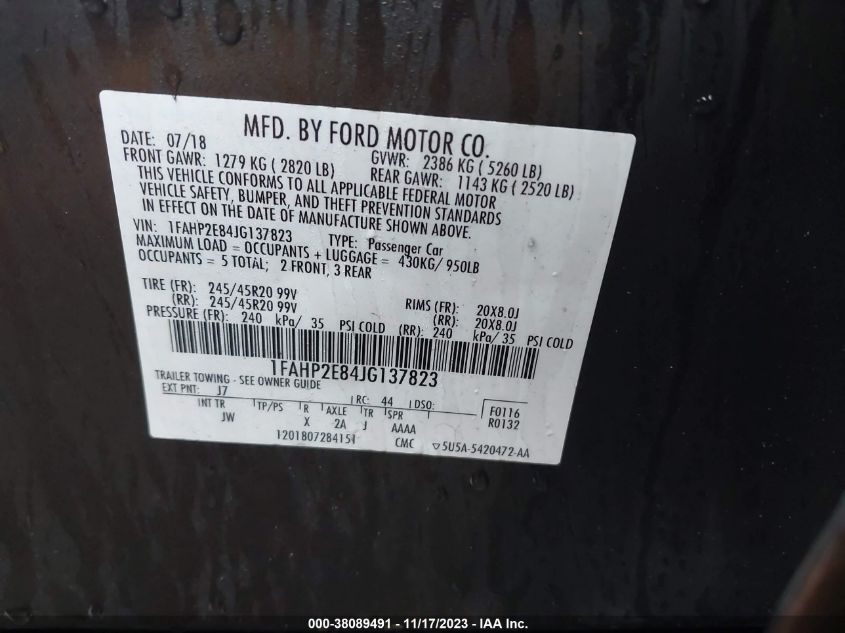 MFD. BY FORD MOTOR CO.
DATE: 07/18 GVWR: 2386 KG ( 5260 LB)
FRONT GAWR: 1279 KG ( 2820 LB) REAR GAWR: 1143 KG ( 2520 LB)
THIS VEHICLE CONFORMS TO ALL APPLICABLE FEDERAL MOTOR
VEHICLE SAFETY, BUMPER, AND THEFT PREVENTION STANDARDS
IN EFFECT ON THE DATE OF MANUFACTURE SHOWN ABOVE.
VIN: 1FAHP2E84JG137823 TYPE: Passenger Car
MAXIMUM LOAD = OCCUPANTS + LUGGAGE = 430KG/ 950LB
OCCUPANTS = 5 TOTAL; 2 FRONT, 3 REAR
TIRE (FR): 245/45R20 99V RIMS (FR): 20X8.0J
(RR): 245/45R20 99V (RR): 20X8.0J
PRESSURE (FR): 240 kPa/ 35 PSI COLD (RR): 240 kPa/ 35 PSI COLD
1FAHP2E84JG137823
TRAILER TOWING - SEE OWNER GUIDE
EXT PNT: J7 RC: 44 DSO: F0116
INT TR TP/PS R AXLE TR SPR R0132
JW X 2A J AAAA
1201807284151 CMC ▽5U5A-5420472-AA
000-38089491 - 11/17/2023 - IAA Inc.